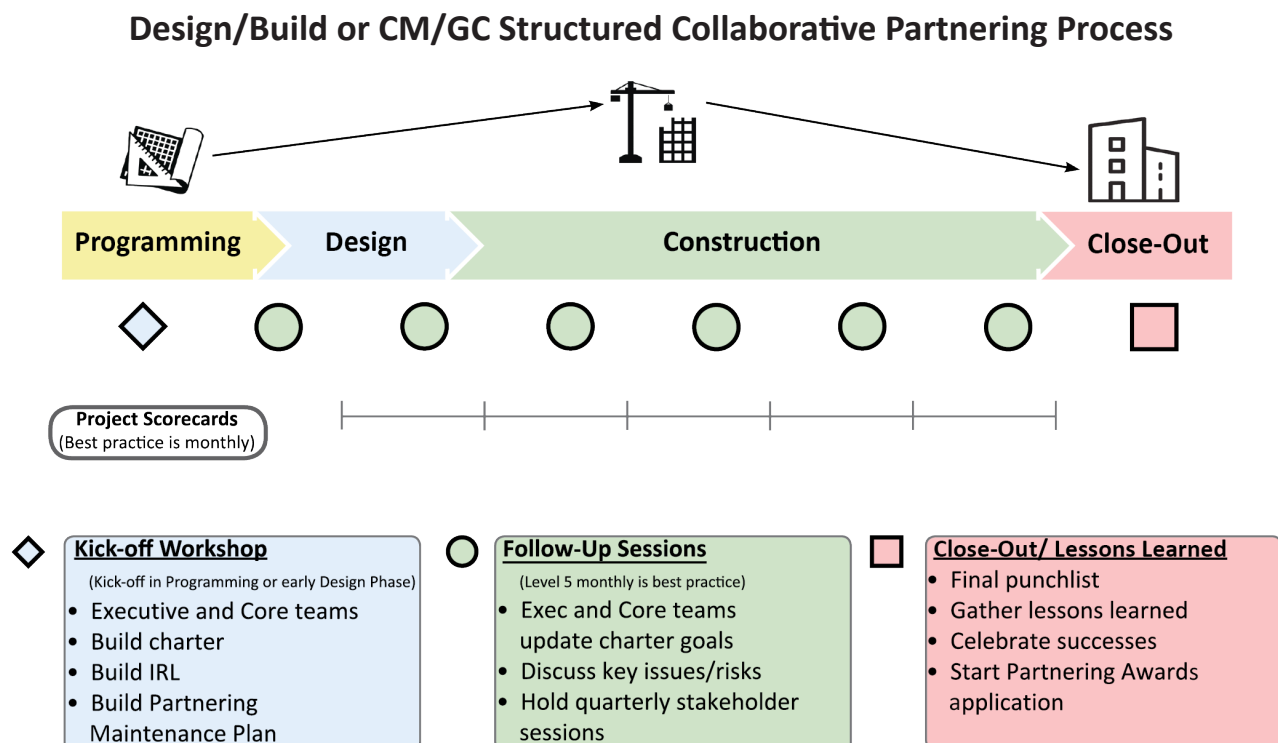 Design/Build or CM/GC Structured Collaborative Partnering Process
Programming
Design
Construction
Close-Out
Project Scorecards
(Best practice is monthly)
Kick-off Workshop
(Kick-off in Programming or early Design Phase)
• Executive and Core teams
• Build charter
• Build IRL
• Build Partnering
Maintenance Plan
Follow-Up Sessions
(Level 5 monthly is best practice)
• Exec and Core teams
update charter goals
• Discuss key issues/risks
• Hold quarterly stakeholder
sessions
Close-Out/ Lessons Learned
• Final punchlist
• Gather lessons learned
• Celebrate successes
• Start Partnering Awards
application